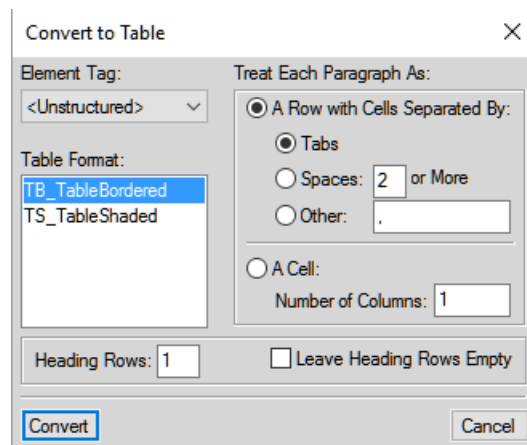 Convert to Table
Element Tag:
<Unstructured>
Table Format:
TB_TableBordered
TS_TableShaded
Treat Each Paragraph As:
A Row with Cells Separated By:
Tabs
Spaces: 2 or More
Other: ,
A Cell:
Number of Columns: 1
Heading Rows: 1
Leave Heading Rows Empty
Convert
Cancel